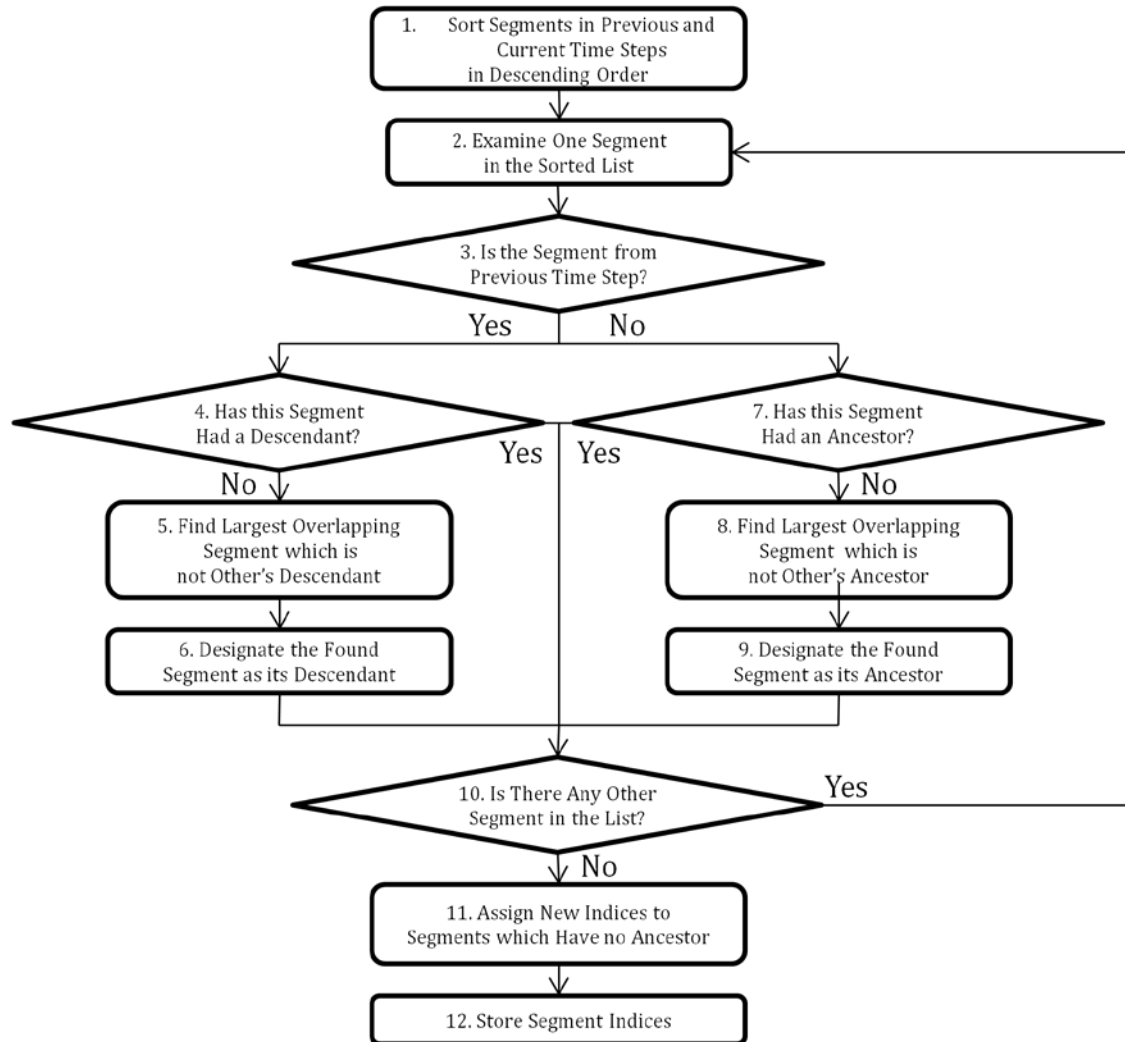 1. Sort Segments in Previous and
Current Time Steps
in Descending Order
2. Examine One Segment
in the Sorted List
3. Is the Segment from
Previous Time Step?
Yes
No
4. Has this Segment
Had a Descendant?
7. Has this Segment
Had an Ancestor?
Yes
Yes
No
No
5. Find Largest Overlapping
Segment which is
not Other's Descendant
8. Find Largest Overlapping
Segment which is
not Other's Ancestor
6. Designate the Found
Segment as its Descendant
9. Designate the Found
Segment as its Ancestor
10. Is There Any Other
Segment in the List?
Yes
No
11. Assign New Indices to
Segments which Have no Ancestor
12. Store Segment Indices